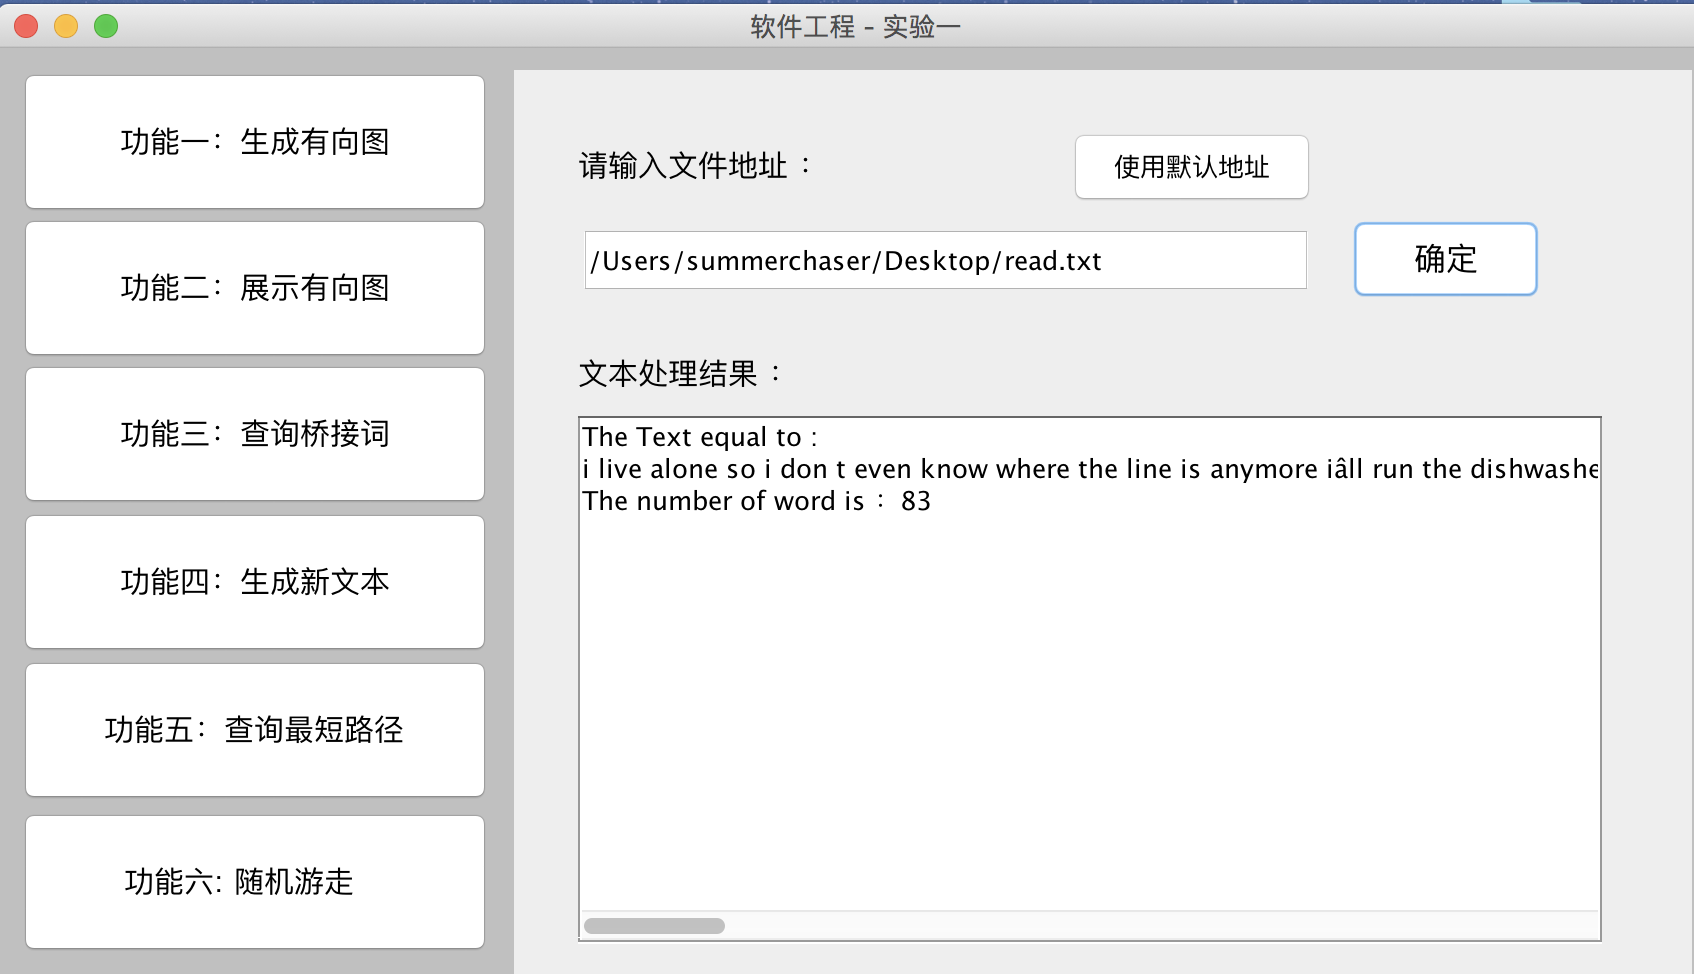 软件工程 - 实验一
功能一：生成有向图
功能二：展示有向图
功能三：查询桥接词
功能四：生成新文本
功能五：查询最短路径
功能六: 随机游走
请输入文件地址：
使用默认地址
/Users/summerchaser/Desktop/read.txt
确定
文本处理结果：
The Text equal to :
i live alone so i don t even know where the line is anymore iâll run the dishwashe
The number of word is： 83